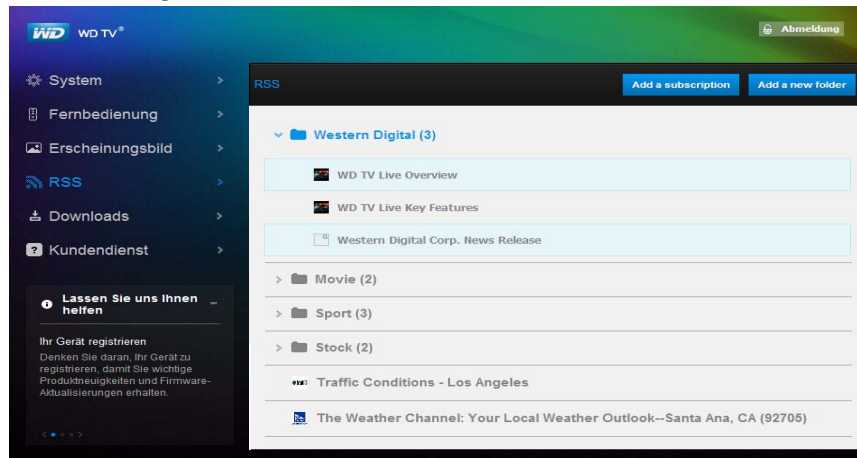 WD WD TV®
Abmeldung
System
Fernbedienung
Erscheinungsbild
RSS
Downloads
Kundendienst
Lassen Sie uns Ihnen
helfen
Ihr Gerät registrieren
Denken Sie daran, Ihr Gerät zu
registrieren, damit Sie wichtige
Produktneuigkeiten und Firmware-
Aktualisierungen erhalten.
RSS
Add a subscription
Add a new folder
Western Digital (3)
WD TV Live Overview
WD TV Live Key Features
Western Digital Corp. News Release
Movie (2)
Sport (3)
Stock (2)
Traffic Conditions - Los Angeles
The Weather Channel: Your Local Weather Outlook--Santa Ana, CA (92705)